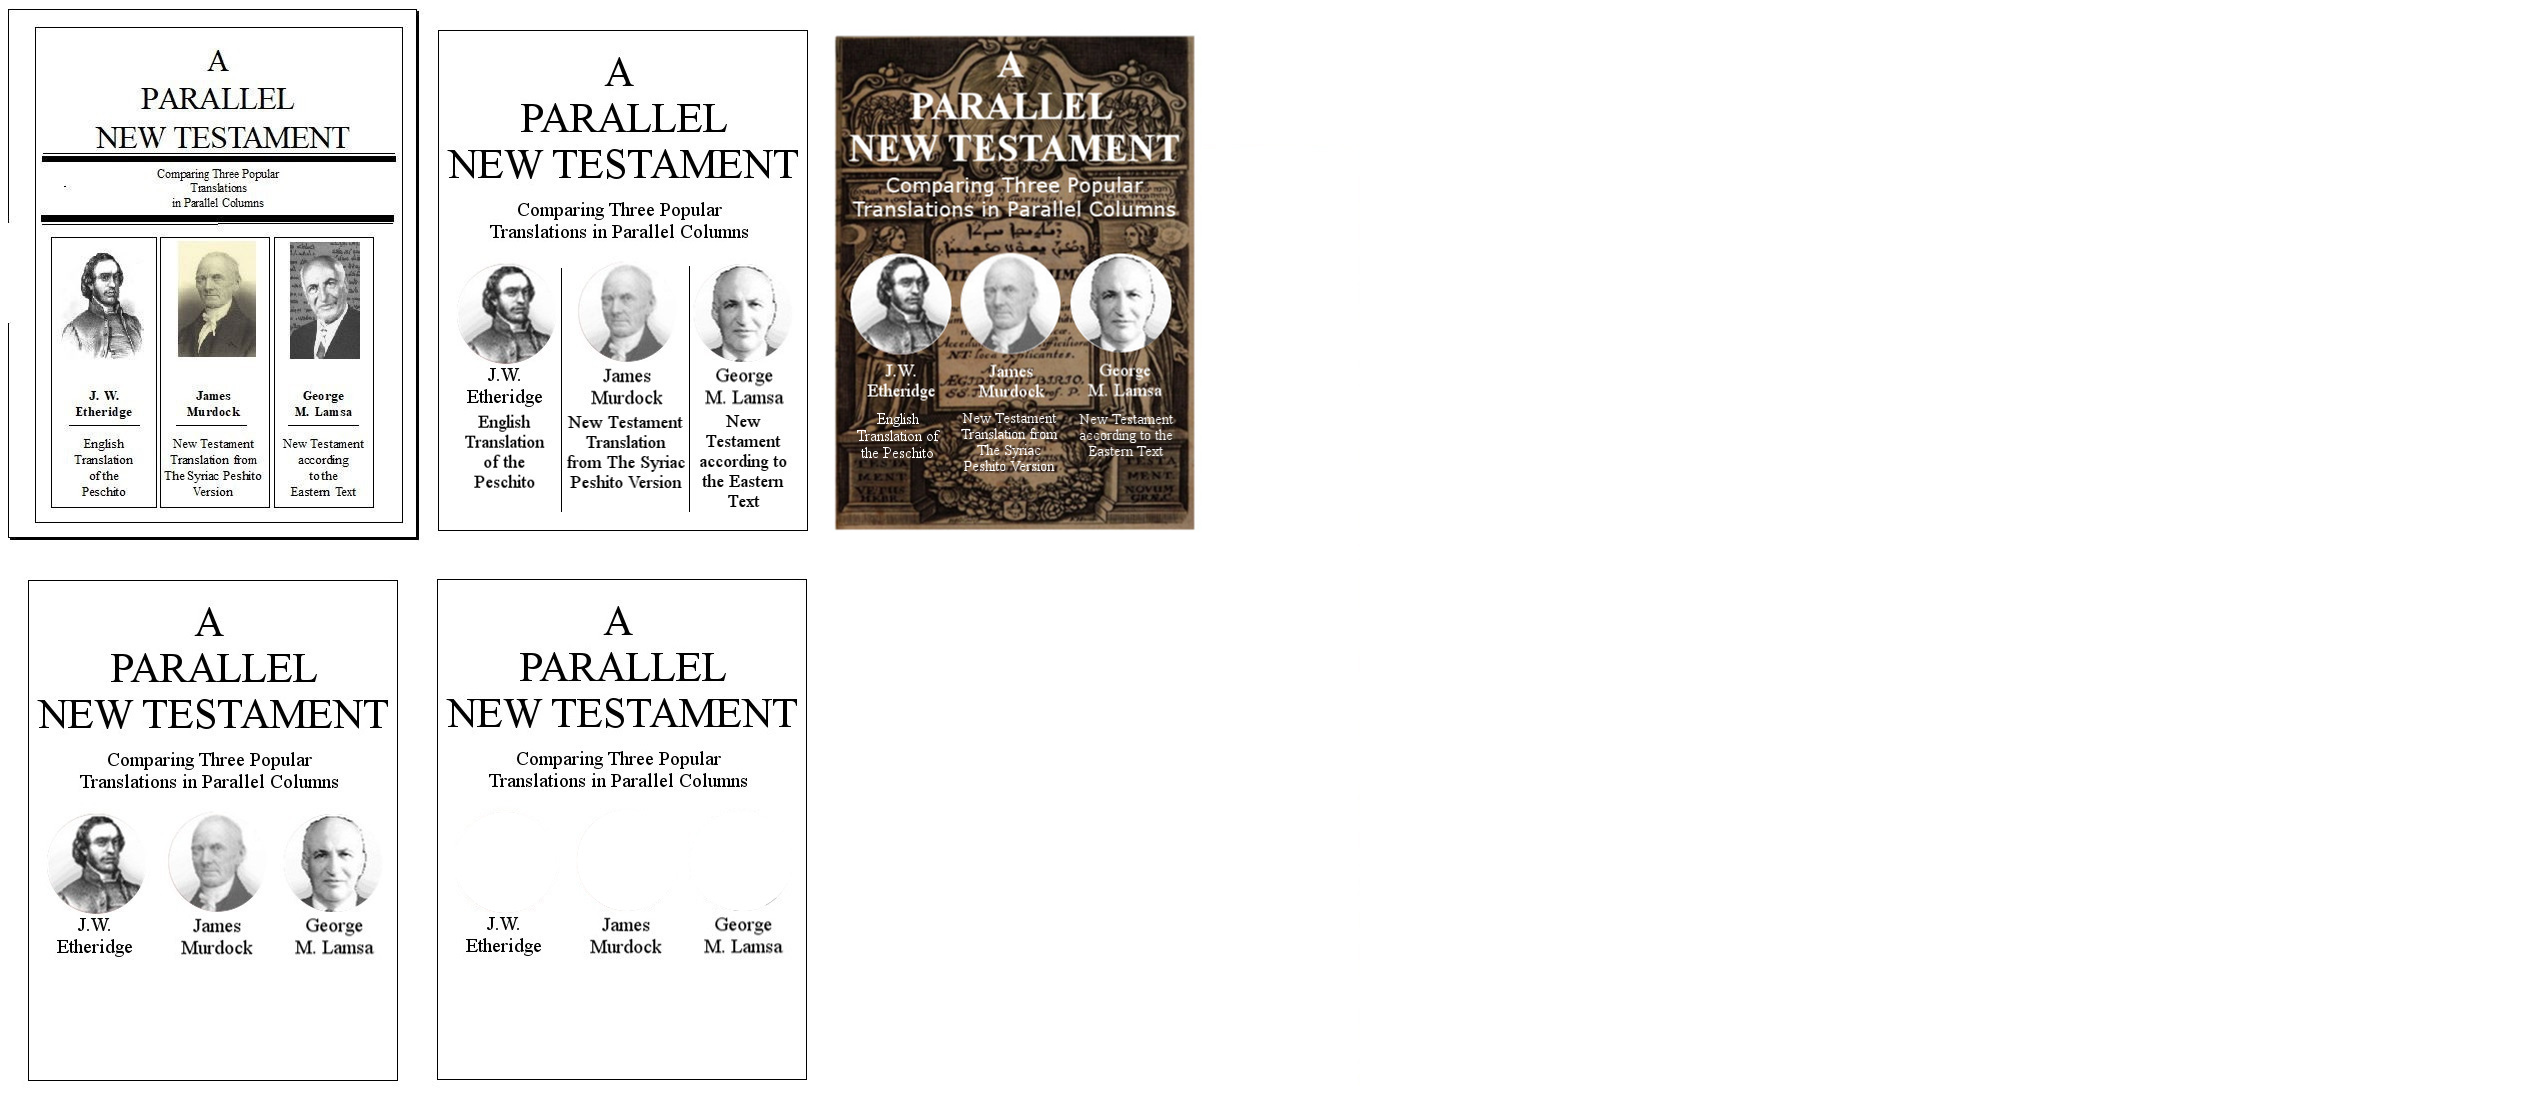 A
PARALLEL
NEW TESTAMENT
Comparing Three Popular
Translations
in Parallel Columns
J. W.
Etheridge
English
Translation
of the
Peschito
James
Murdock
New Testament
Translation from
The Syriac Peshito
Version
George
M. Lamsa
New Testament
according
to the
Eastern Text
A
PARALLEL
NEW TESTAMENT
Comparing Three Popular
Translations in Parallel Columns
J.W.
Etheridge
English
Translation
of the
Peschito
James
Murdock
New Testament
Translation
from The Syriac
Peshito Version
George
M. Lamsa
New
Testament
according to
the Eastern
Text
A
PARALLEL
NEW TESTAMENT
Comparing Three Popular
Translations in Parallel Columns
J.W.
Etheridge
English
Translation of
the Peschito
James
Murdock
New Testament
Translation from
The Syriac
Peshito Version
George
M. Lamsa
New Testament
according to the
Eastern Text
ÆGIDIO GUTBIRIO,
A
PARALLEL
NEW TESTAMENT
Comparing Three Popular
Translations in Parallel Columns
J.W.
Etheridge
James
Murdock
George
M. Lamsa
A
PARALLEL
NEW TESTAMENT
Comparing Three Popular
Translations in Parallel Columns
J.W.
Etheridge
James
Murdock
George
M. Lamsa